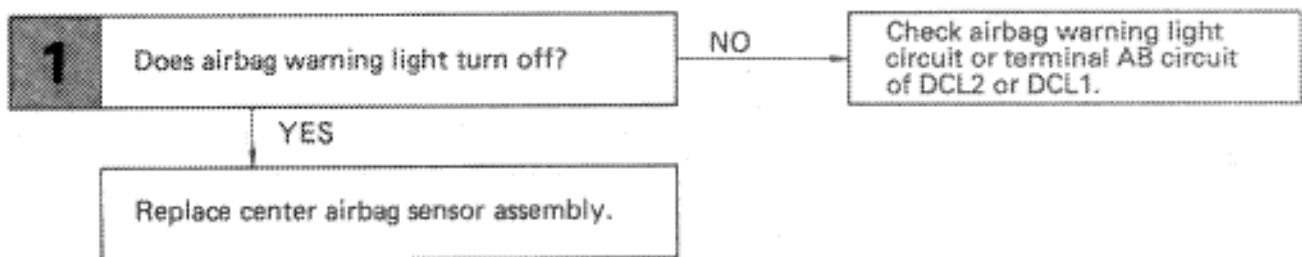 1
Does airbag warning light turn off?
NO
Check airbag warning light
circuit or terminal AB circuit
of DCL2 or DCL1.
YES
Replace center airbag sensor assembly.